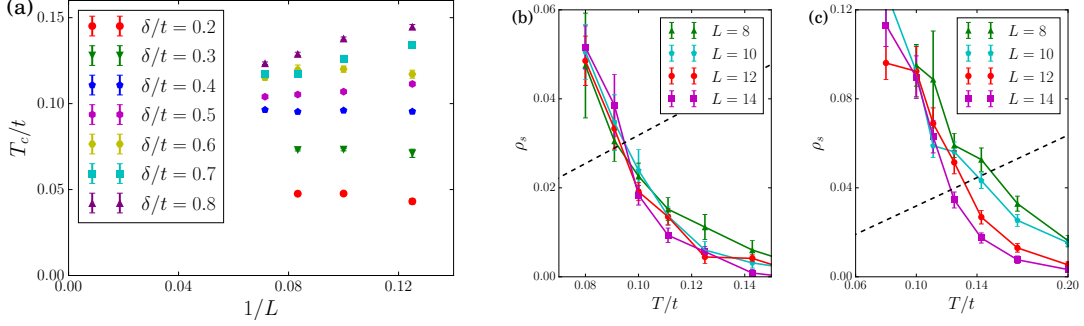 (a)
T_c/t
0.15
0.10
0.05
0.00
δ/t = 0.2
δ/t = 0.3
δ/t = 0.4
δ/t = 0.5
δ/t = 0.6
δ/t = 0.7
δ/t = 0.8
0.00 0.04 0.08 0.12
1/L
(b)
ρ_s
0.06
0.04
0.02
0.00
L = 8
L = 10
L = 12
L = 14
0.08 0.10 0.12 0.14
T/t
(c)
ρ_s
0.12
0.08
0.04
0.00
L = 8
L = 10
L = 12
L = 14
0.06 0.10 0.14 0.20
T/t